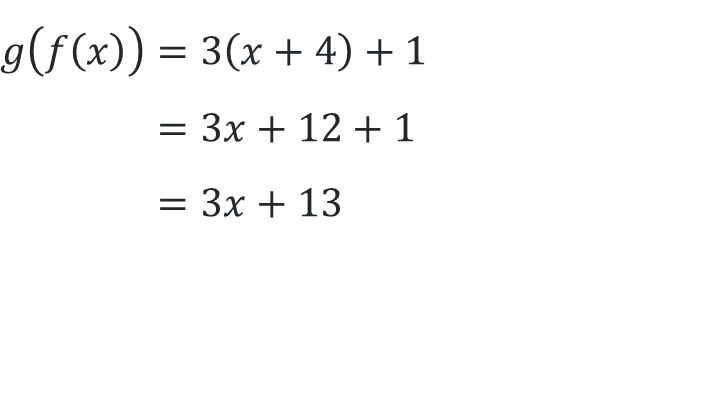 g(f(x)) = 3(x + 4) + 1
= 3x + 12 + 1
= 3x + 13